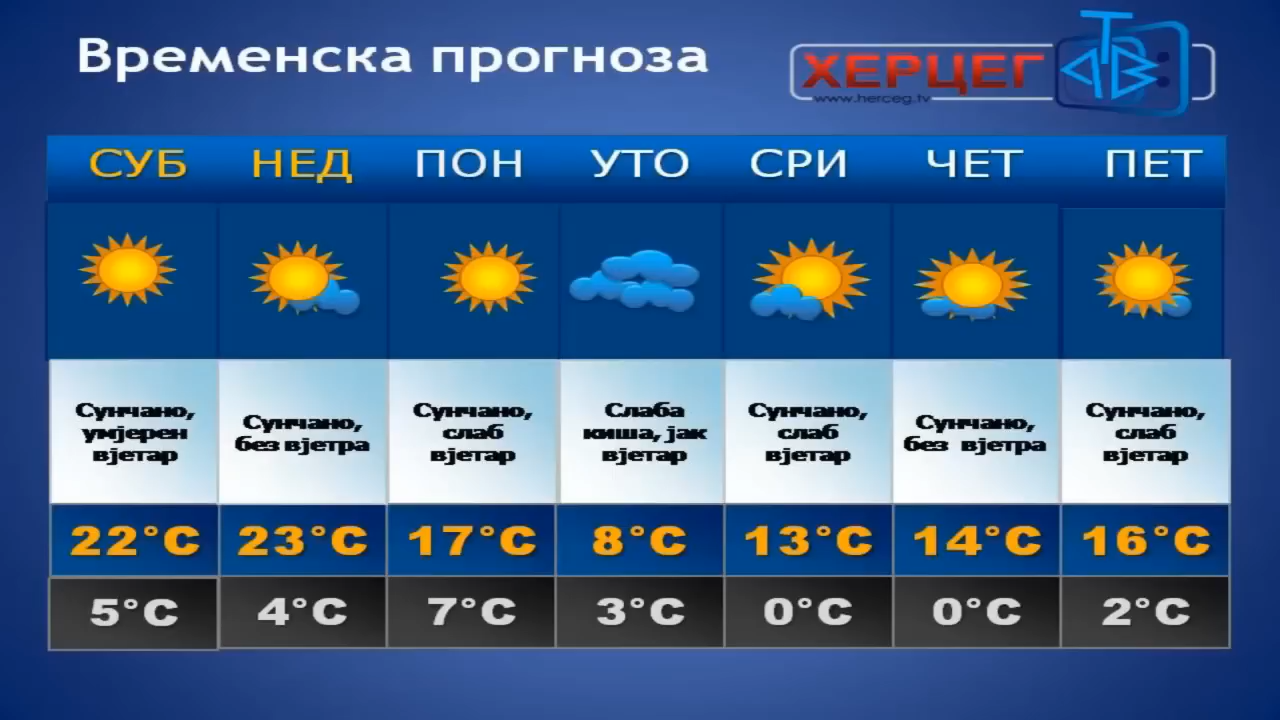 Временска прогноза
ХЕРЦЕГ
АТВ
www.herceg.tv
СУБ НЕД ПОН УТО СРИ ЧЕТ ПЕТ
Сунчано,
умјерен
вјетар
Сунчано,
без вјетра
Сунчано,
слаб
вјетар
Слаба
киша, јак
вјетар
Сунчано,
слаб
вјетар
Сунчано,
без вјетра
Сунчано,
слаб
вјетар
22°C 23°C 17°C 8°C 13°C 14°C 16°C
5°C 4°C 7°C 3°C 0°C 0°C 2°C